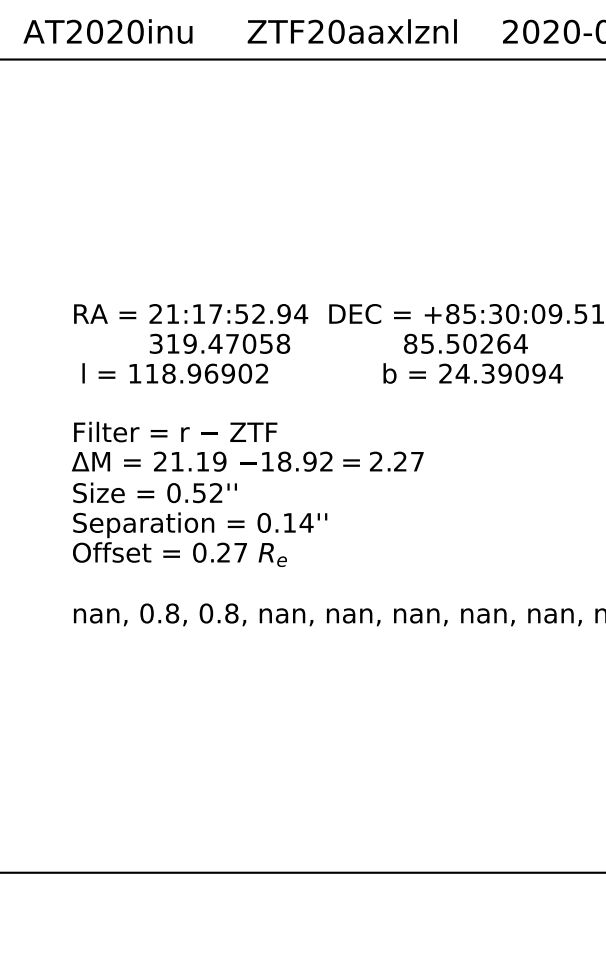 AT2020inu ZTF20aaxlznl 2020-0
RA = 21:17:52.94 DEC = +85:30:09.51
319.47058 85.50264
l = 118.96902 b = 24.39094
Filter = r − ZTF
ΔM = 21.19 −18.92 = 2.27
Size = 0.52''
Separation = 0.14''
Offset = 0.27 Re
nan, 0.8, 0.8, nan, nan, nan, nan, nan, n